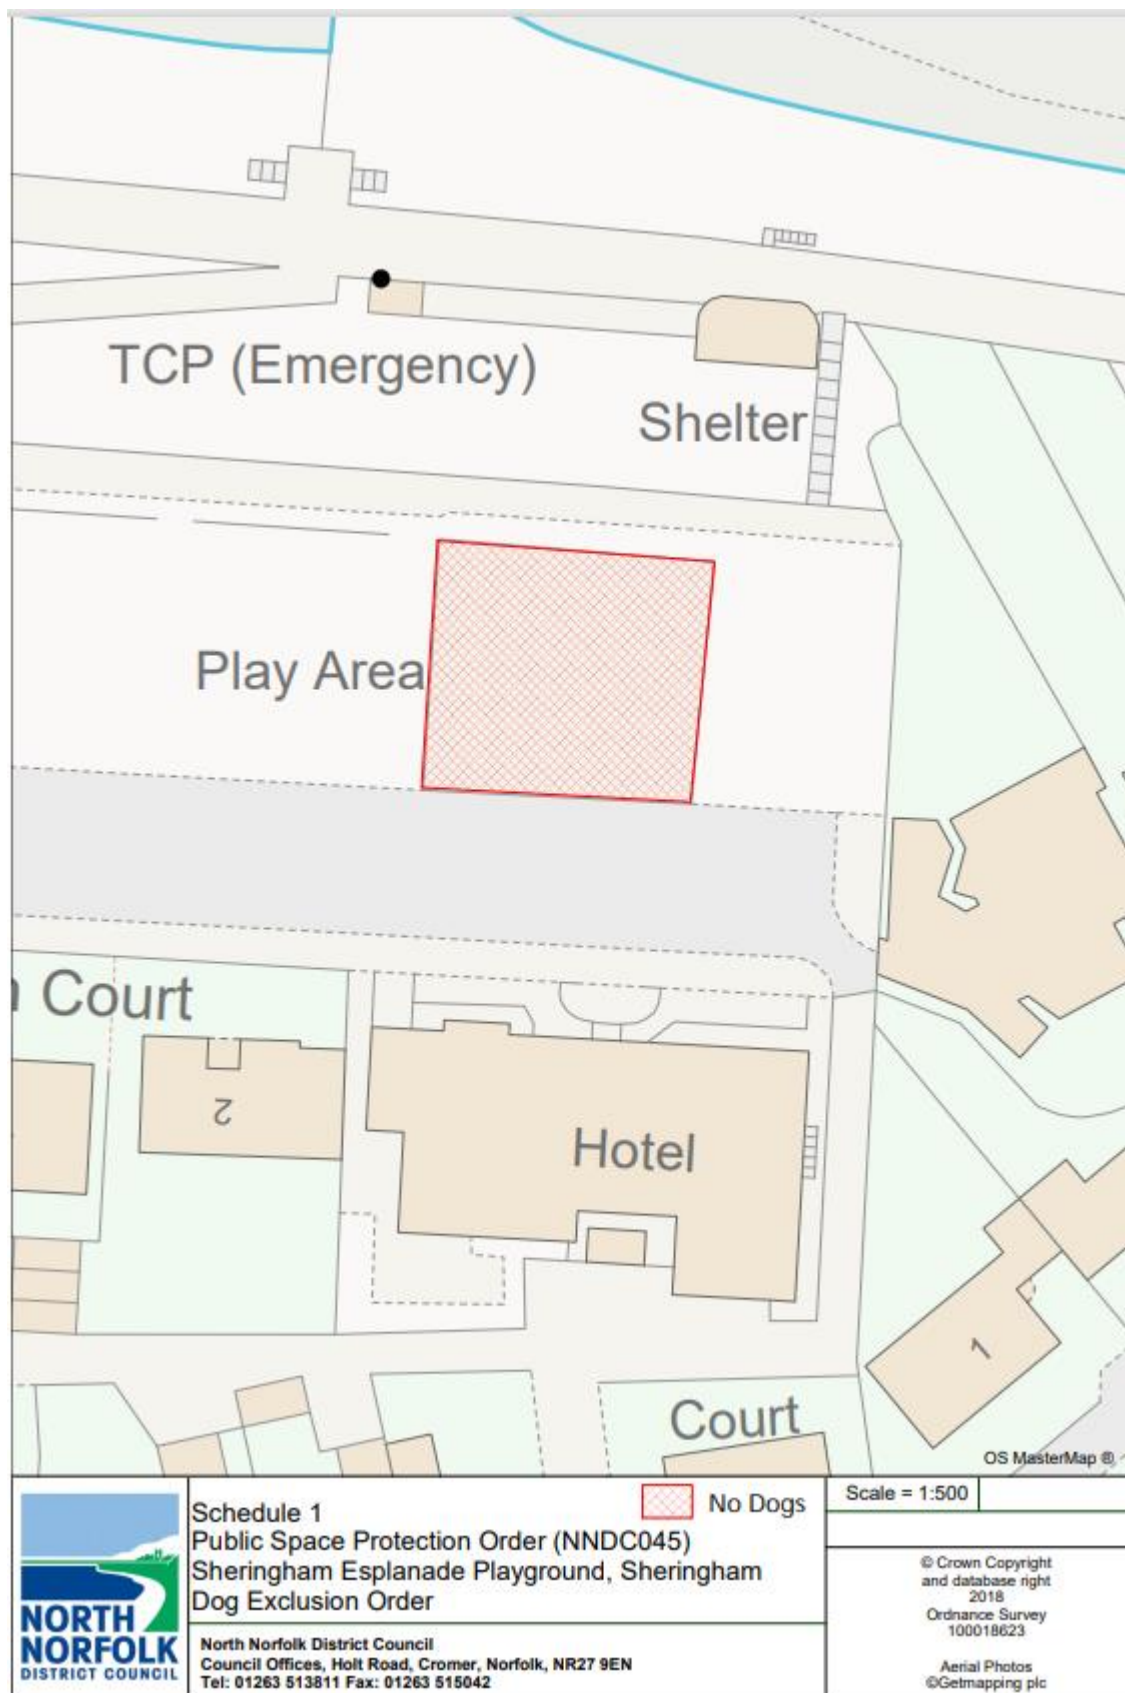 TCP (Emergency)
Shelter
Play Area
Court
2
Hotel
1
Court
OS MasterMap ®
Schedule 1
Public Space Protection Order (NNDC045)
Sheringham Esplanade Playground, Sheringham
Dog Exclusion Order
No Dogs
Scale = 1:500
NORTH
NORFOLK
DISTRICT COUNCIL
North Norfolk District Council
Council Offices, Holt Road, Cromer, Norfolk, NR27 9EN
Tel: 01263 513811 Fax: 01263 515042
© Crown Copyright
and database right
2018
Ordnance Survey
100018623
Aerial Photos
©Getmapping plc